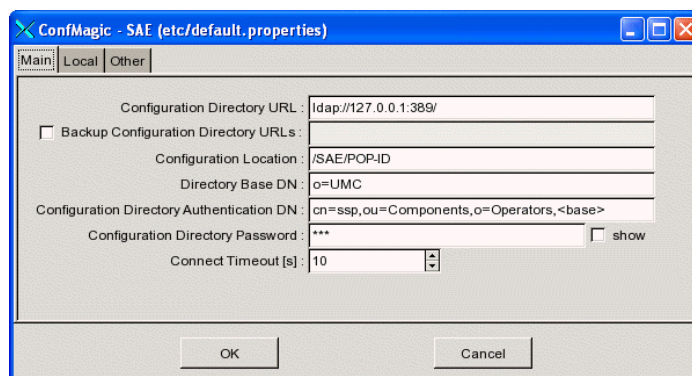 ConfMagic - SAE (etc/default.properties)
Main Local Other
Configuration Directory URL : ldap://127.0.0.1:389/
Backup Configuration Directory URLs :
Configuration Location : /SAE/POP-ID
Directory Base DN : o=UMC
Configuration Directory Authentication DN : cn=ssp,ou=Components,o=Operators,<base>
Configuration Directory Password : *** show
Connect Timeout [s] : 10
OK Cancel